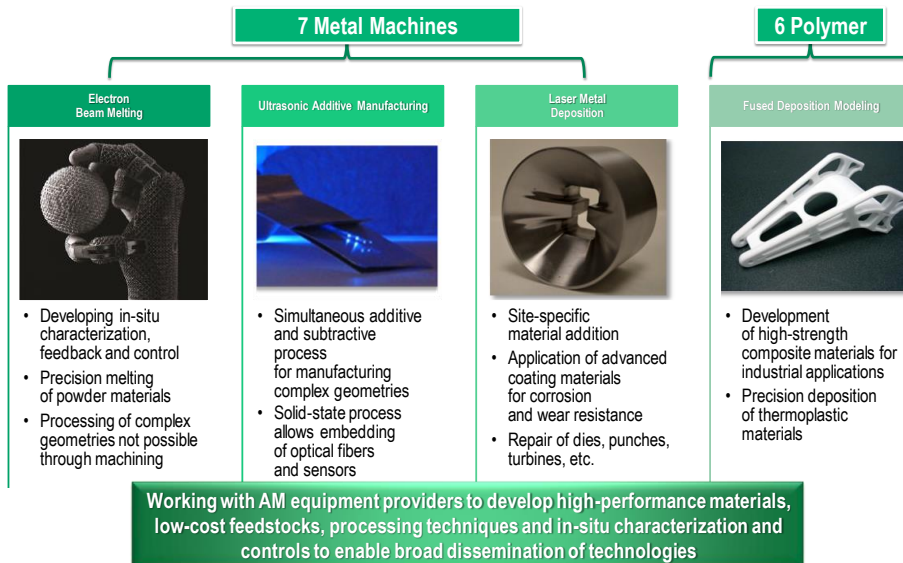 7 Metal Machines
6 Polymer
Electron
Beam Melting
• Developing in-situ
characterization,
feedback and control
• Precision melting
of powder materials
• Processing of complex
geometries not possible
through machining
Ultrasonic Additive Manufacturing
• Simultaneous additive
and subtractive
process
for manufacturing
complex geometries
• Solid-state process
allows embedding
of optical fibers
and sensors
Laser Metal
Deposition
• Site-specific
material addition
• Application of advanced
coating materials
for corrosion
and wear resistance
• Repair of dies, punches,
turbines, etc.
Fused Deposition Modeling
• Development
of high-strength
composite materials for
industrial applications
• Precision deposition
of thermoplastic
materials
Working with AM equipment providers to develop high-performance materials,
low-cost feedstocks, processing techniques and in-situ characterization and
controls to enable broad dissemination of technologies